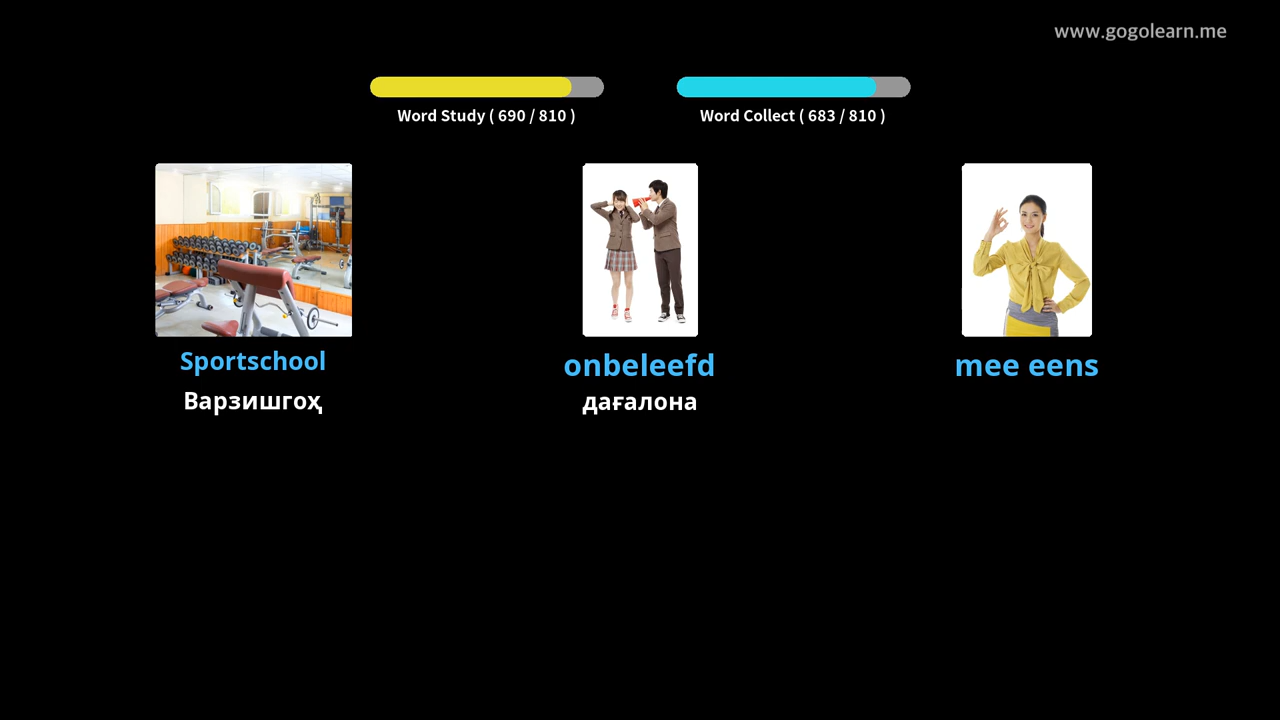 www.gogolearn.me
Word Study ( 690 / 810 )
Word Collect ( 683 / 810 )
Sportschool
Варзишгоҳ
onbeleefd
дағалона
mee eens